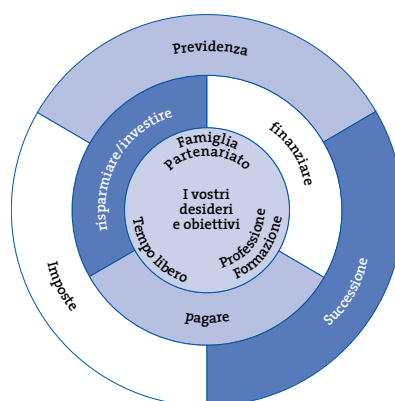 Previdenza
risparmiare/investire
finanziare
Famiglia
Partenariato
I vostri
desideri
e obiettivi
Tempo libero
Professione
Formazione
Imposte
pagare
Successione